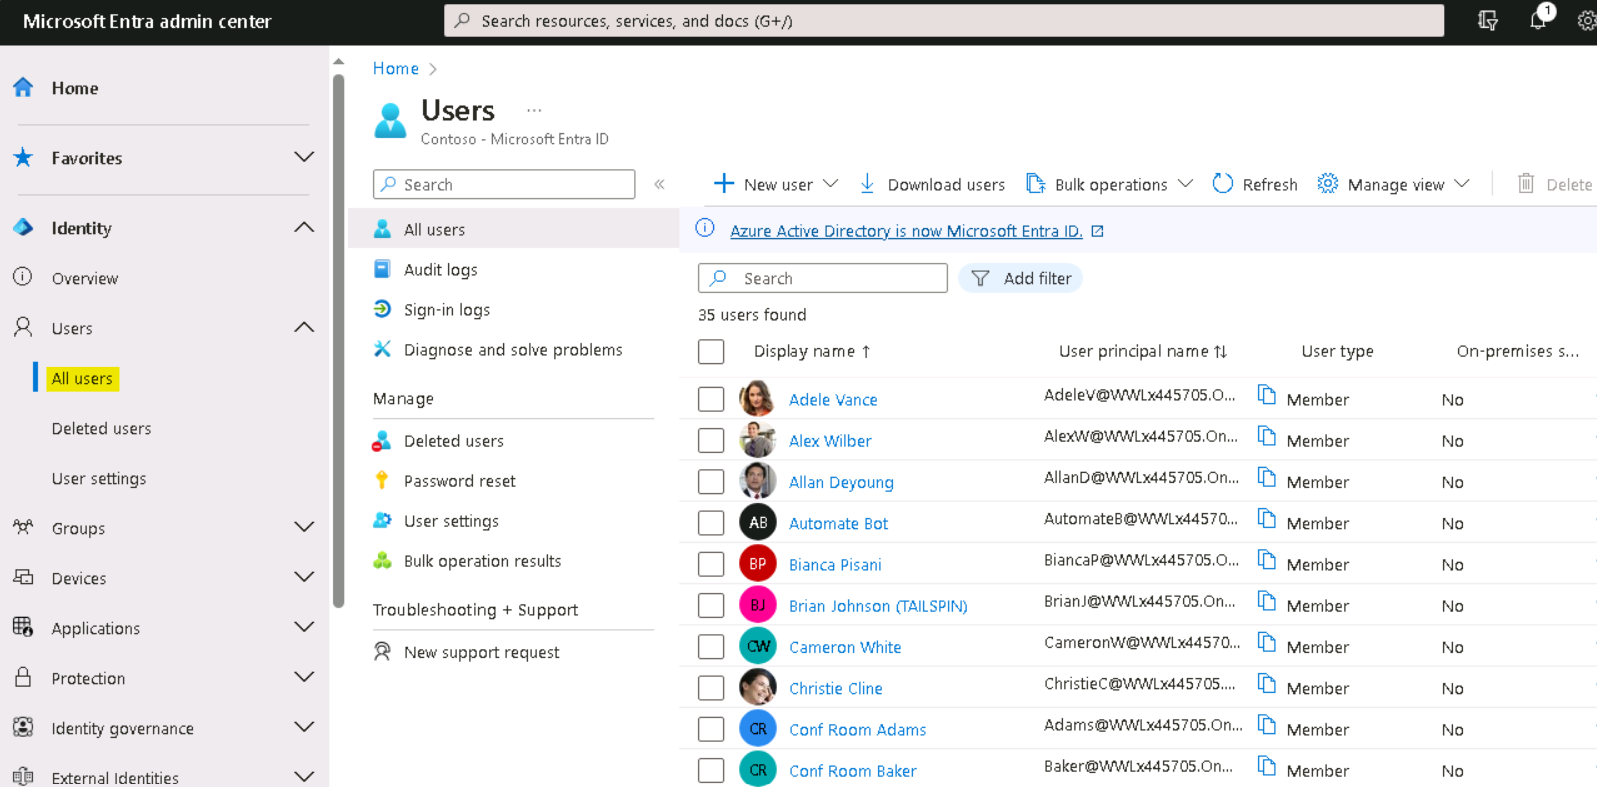 Microsoft Entra admin center
Search resources, services, and docs (G+/)
1
Home
Favorites
Identity
Overview
Users
All users
Deleted users
User settings
Groups
Devices
Applications
Protection
Identity governance
External Identities
Home >
Users ...
Contoso - Microsoft Entra ID
Search «
All users
Audit logs
Sign-in logs
Diagnose and solve problems
Manage
Deleted users
Password reset
User settings
Bulk operation results
Troubleshooting + Support
New support request
New user Download users Bulk operations Refresh Manage view Delete
Azure Active Directory is now Microsoft Entra ID.
Search Add filter
35 users found
Display name ↑ User principal name ↑↓ User type On-premises s...
Adele Vance AdeleV@WWLx445705.O... Member No
Alex Wilber AlexW@WWLx445705.On... Member No
Allan Deyoung AllanD@WWLx445705.On... Member No
AB Automate Bot AutomateB@WWLx44570... Member No
BP Bianca Pisani BiancaP@WWLx445705.O... Member No
BJ Brian Johnson (TAILSPIN) BrianJ@WWLx445705.On... Member No
CW Cameron White CameronW@WWLx44570... Member No
Christie Cline ChristieC@WWLx445705.... Member No
CR Conf Room Adams Adams@WWLx445705.On... Member No
CR Conf Room Baker Baker@WWLx445705.On... Member No